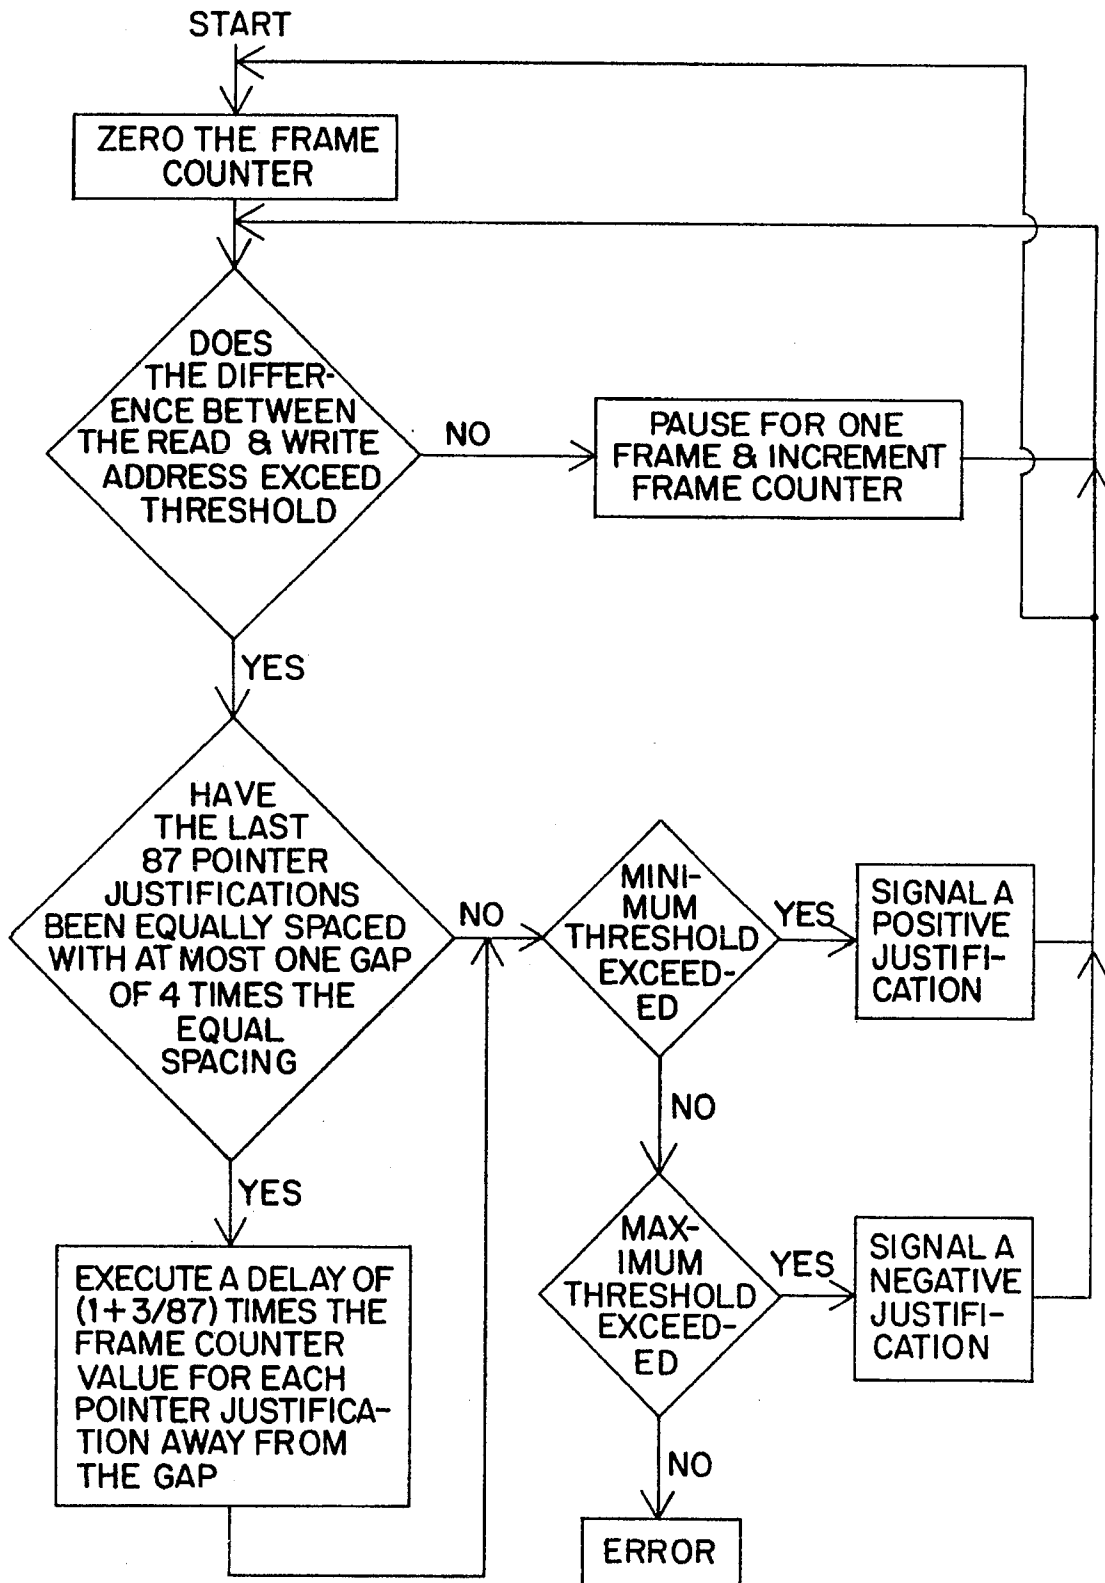 START
ZERO THE FRAME
COUNTER
DOES
THE DIFFER-
ENCE BETWEEN
THE READ & WRITE
ADDRESS EXCEED
THRESHOLD
NO
PAUSE FOR ONE
FRAME & INCREMENT
FRAME COUNTER
YES
HAVE
THE LAST
87 POINTER
JUSTIFICATIONS
BEEN EQUALLY SPACED
WITH AT MOST ONE GAP
OF 4 TIMES THE
EQUAL
SPACING
NO
MINI-
MUM
THRESHOLD
EXCEED-
ED
YES
SIGNAL A
POSITIVE
JUSTIFI-
CATION
NO
YES
EXECUTE A DELAY OF
(1+3/87) TIMES THE
FRAME COUNTER
VALUE FOR EACH
POINTER JUSTIFICA-
TION AWAY FROM
THE GAP
MAX-
IMUM
THRESHOLD
EXCEED-
ED
YES
SIGNAL A
NEGATIVE
JUSTIFI-
CATION
NO
ERROR